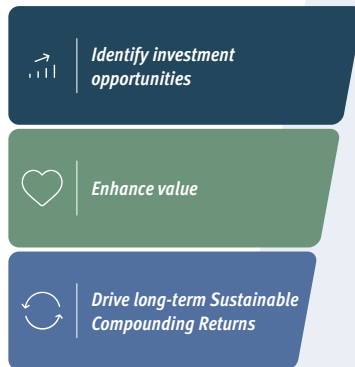 Identify investment
opportunities
Enhance value
Drive long-term Sustainable
Compounding Returns